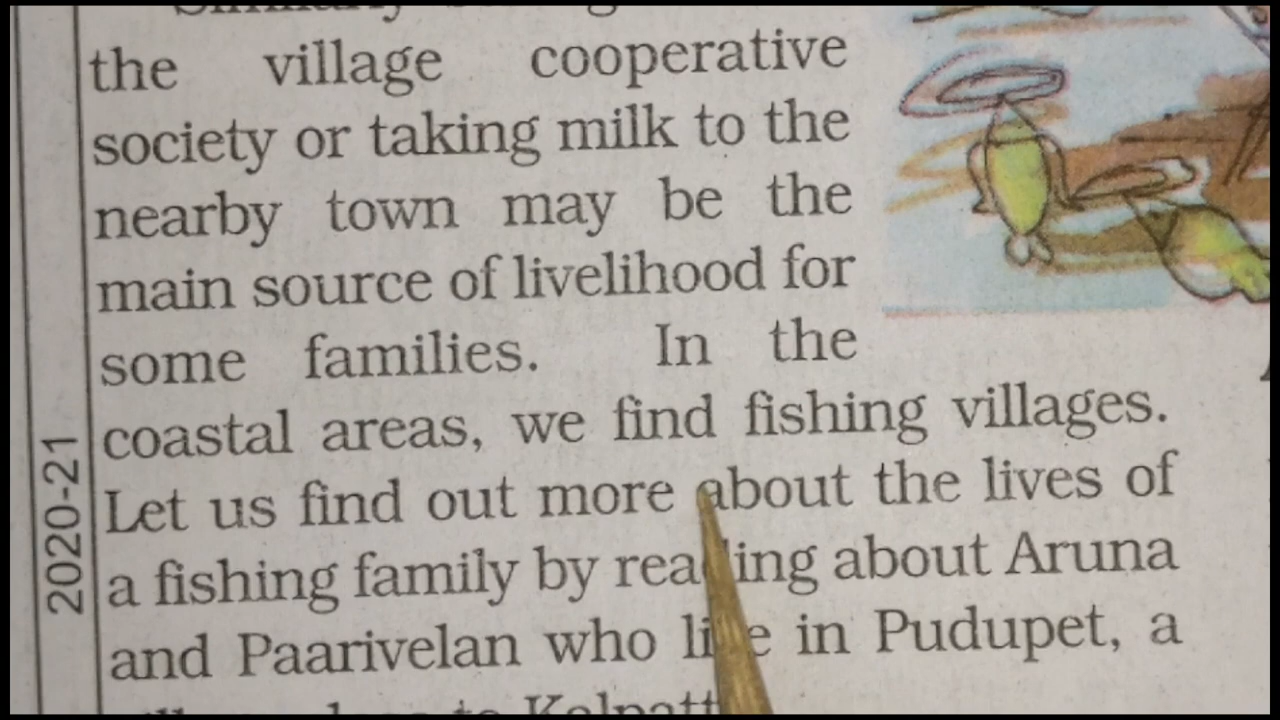 the village cooperative
society or taking milk to the
nearby town may be the
main source of livelihood for
some families. In the
coastal areas, we find fishing villages.
Let us find out more about the lives of
a fishing family by reading about Aruna
and Paarivelan who live in Pudupet, a
2020-21